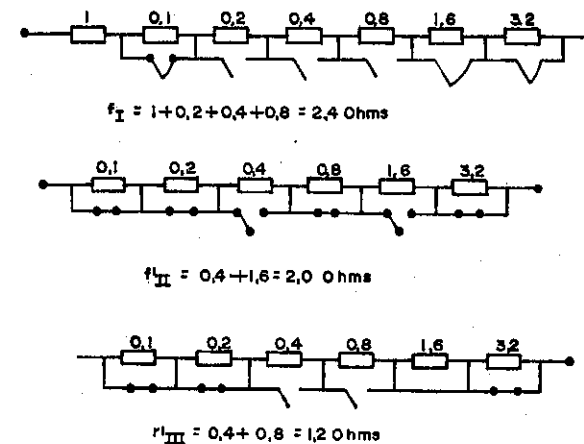 1 0,1 0,2 0,4 0,8 1,6 3,2
f_I = 1+0,2+0,4+0,8 = 2,4 Ohms
0,1 0,2 0,4 0,8 1,6 3,2
f'_II = 0,4+1,6=2,0 Ohms
0,1 0,2 0,4 0,8 1,6 3,2
r'_III = 0,4+ 0,8 = 1,2 Ohms